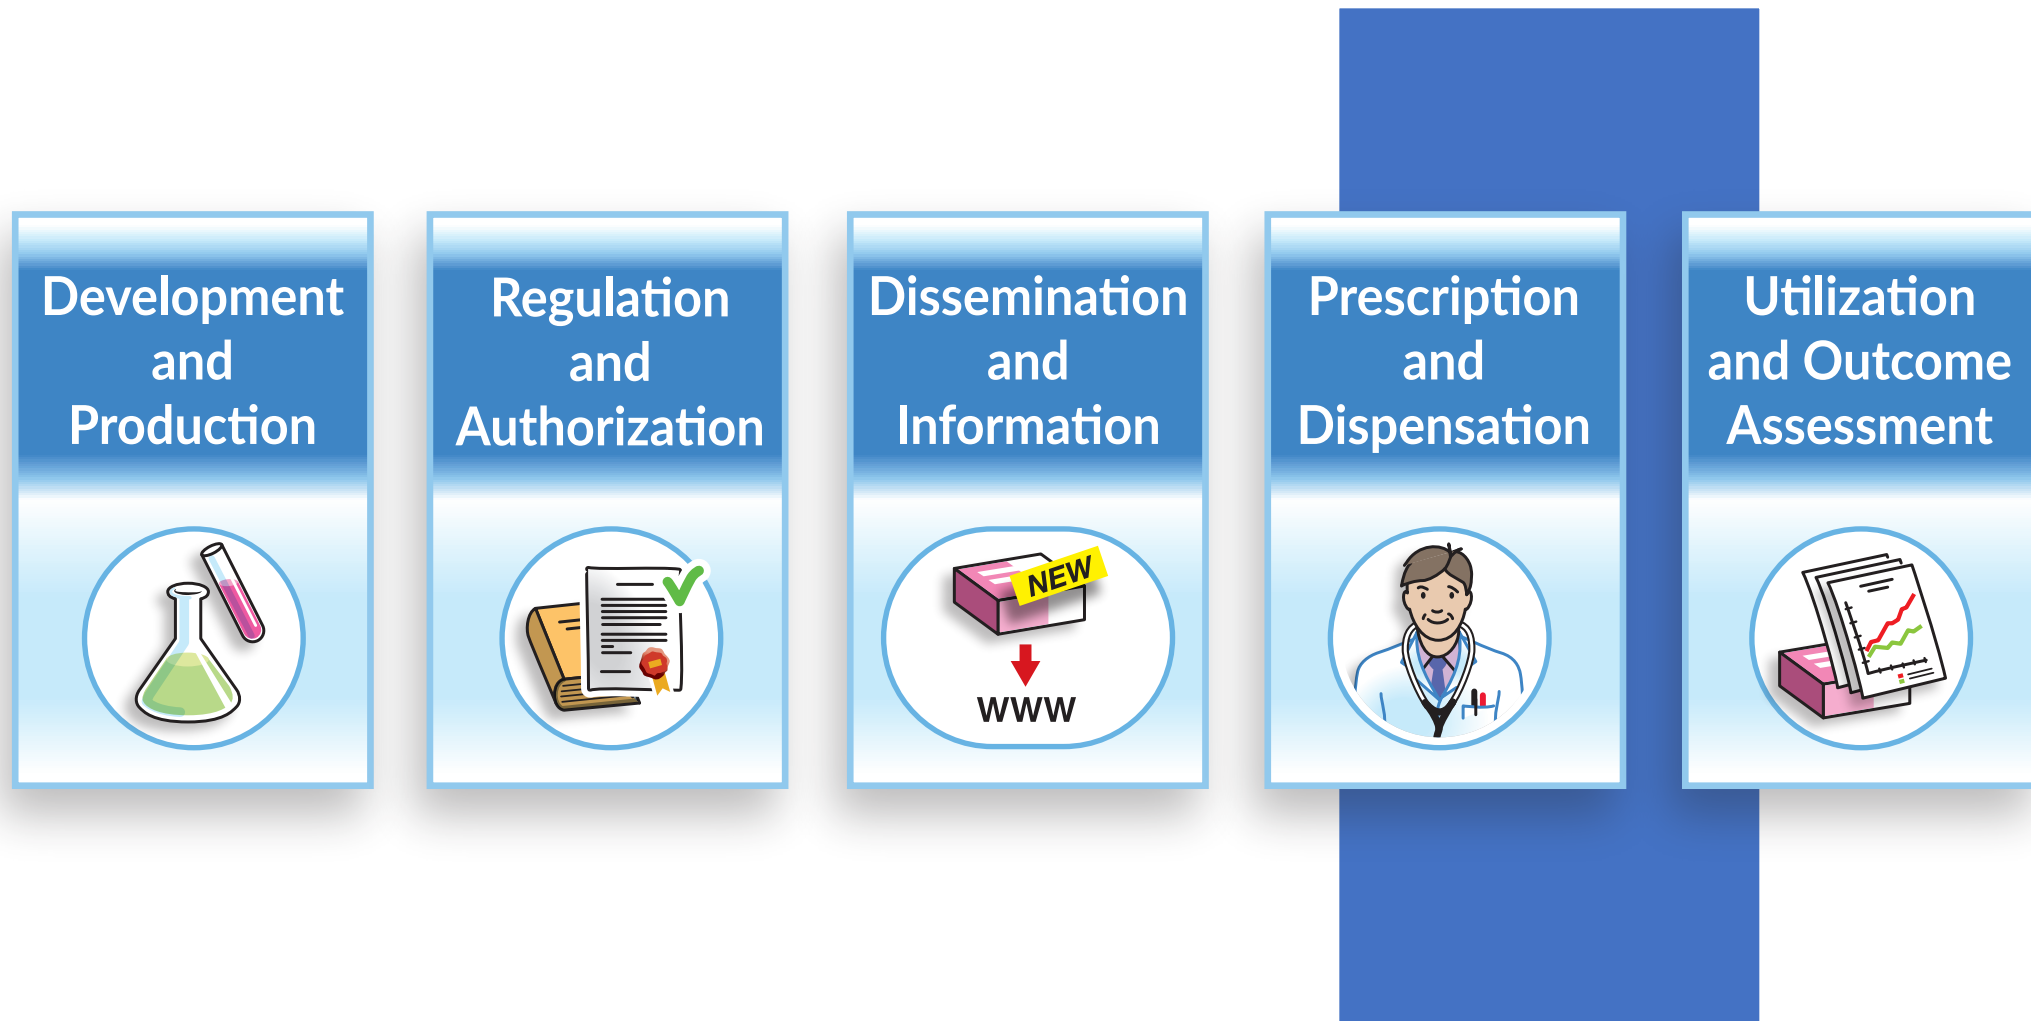 Development
and
Production
Regulation
and
Authorization
Dissemination
and
Information
NEW
WWW
Prescription
and
Dispensation
Utilization
and Outcome
Assessment